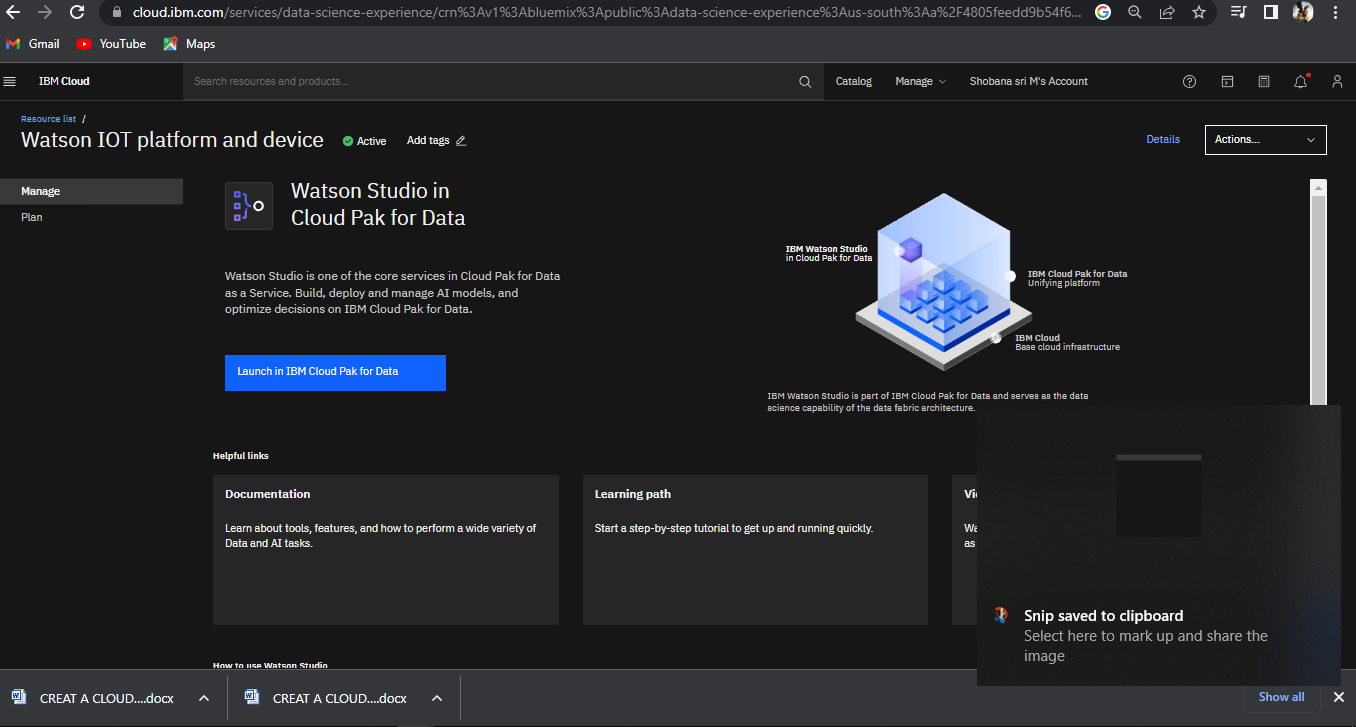 cloud.ibm.com/services/data-science-experience/crn%3Av1%3Abluemix%3Apublic%3Adata-science-experience%3Aus-south%3Aa%2F4805feedd9b54f6...
Gmail
YouTube
Maps
IBM Cloud
Search resources and products...
Catalog
Manage
Shobana sri M's Account
Resource list /
Watson IOT platform and device
Active
Add tags
Details
Actions...
Manage
Plan
Watson Studio in
Cloud Pak for Data
Watson Studio is one of the core services in Cloud Pak for Data
as a Service. Build, deploy and manage AI models, and
optimize decisions on IBM Cloud Pak for Data.
Launch in IBM Cloud Pak for Data
IBM Watson Studio
in Cloud Pak for Data
IBM Cloud Pak for Data
Unifying platform
IBM Cloud
Base cloud infrastructure
IBM Watson Studio is part of IBM Cloud Pak for Data and serves as the data
science capability of the data fabric architecture.
Helpful links
Documentation
Learn about tools, features, and how to perform a wide variety of
Data and AI tasks.
Learning path
Start a step-by-step tutorial to get up and running quickly.
as
How to use Watson Studio
Snip saved to clipboard
Select here to mark up and share the
image
CREAT A CLOUD....docx
CREAT A CLOUD....docx
Show all